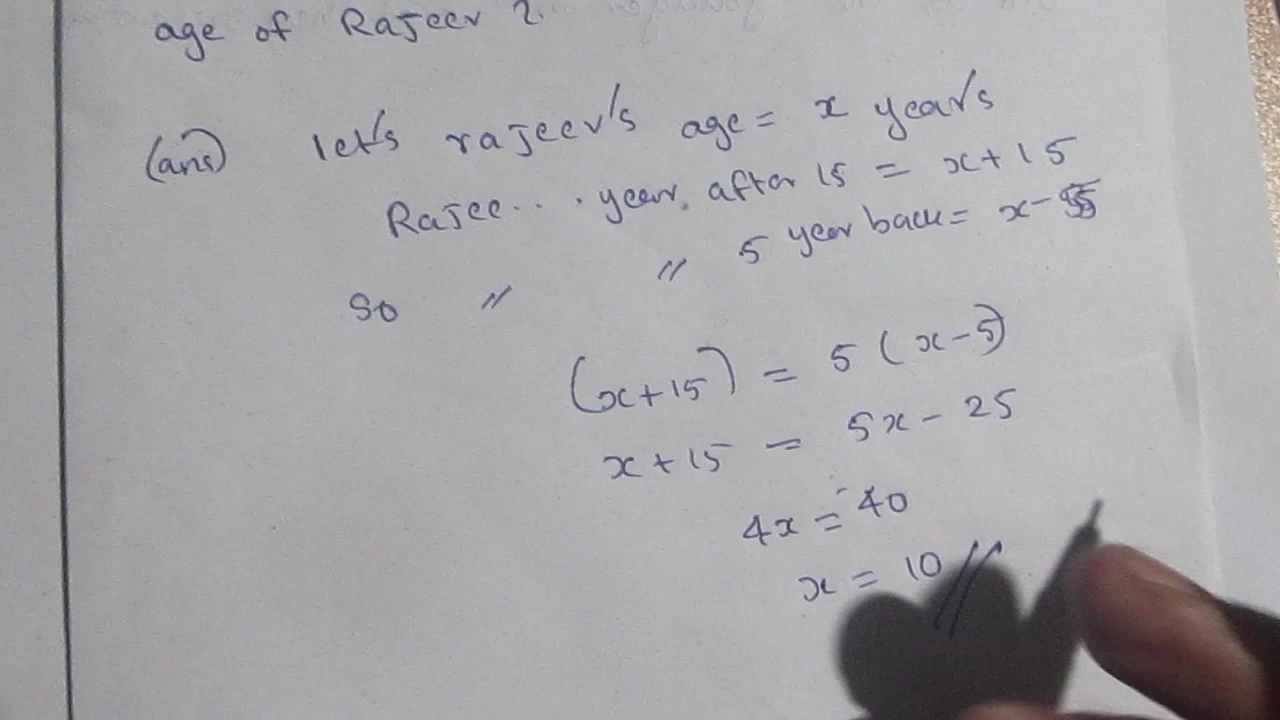 age of Rajeev ?.
(ans) let's rajeev's age = x year's
Rajee... year. after 15 = x+15
So " " 5 year back = x-5
(x+15) = 5(x-5)
x+15 = 5x-25
4x = 40
x = 10 //